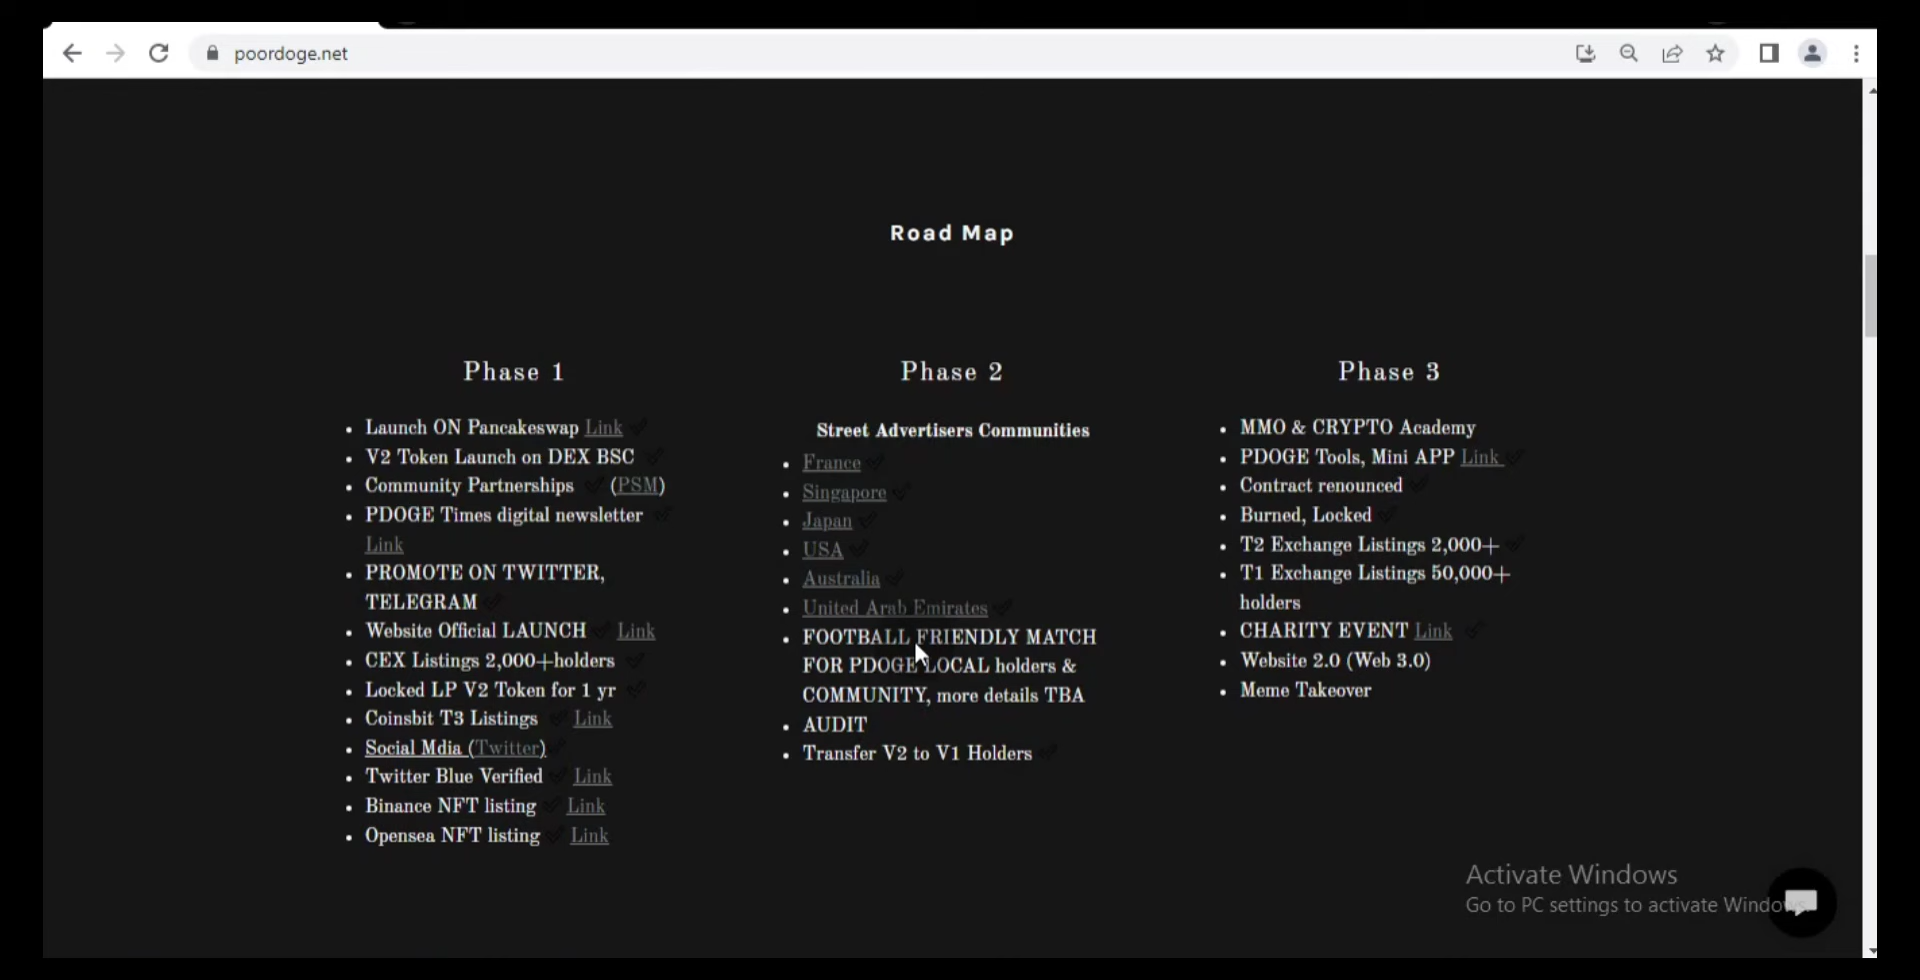 poordoge.net
Road Map
Phase 1
Launch ON Pancakeswap Link
V2 Token Launch on DEX BSC
Community Partnerships (PSM)
PDOGE Times digital newsletter
Link
PROMOTE ON TWITTER,
TELEGRAM
Website Official LAUNCH Link
CEX Listings 2,000+holders
Locked LP V2 Token for 1 yr
Coinsbit T3 Listings Link
Social Mdia (Twitter)
Twitter Blue Verified Link
Binance NFT listing Link
Opensea NFT listing Link
Phase 2
Street Advertisers Communities
France
Singapore
Japan
USA
Australia
United Arab Emirates
FOOTBALL FRIENDLY MATCH
FOR PDOGE LOCAL holders &
COMMUNITY, more details TBA
AUDIT
Transfer V2 to V1 Holders
Phase 3
MMO & CRYPTO Academy
PDOGE Tools, Mini APP Link
Contract renounced
Burned, Locked
T2 Exchange Listings 2,000+
T1 Exchange Listings 50,000+
holders
CHARITY EVENT Link
Website 2.0 (Web 3.0)
Meme Takeover
Activate Windows
Go to PC settings to activate Windows.